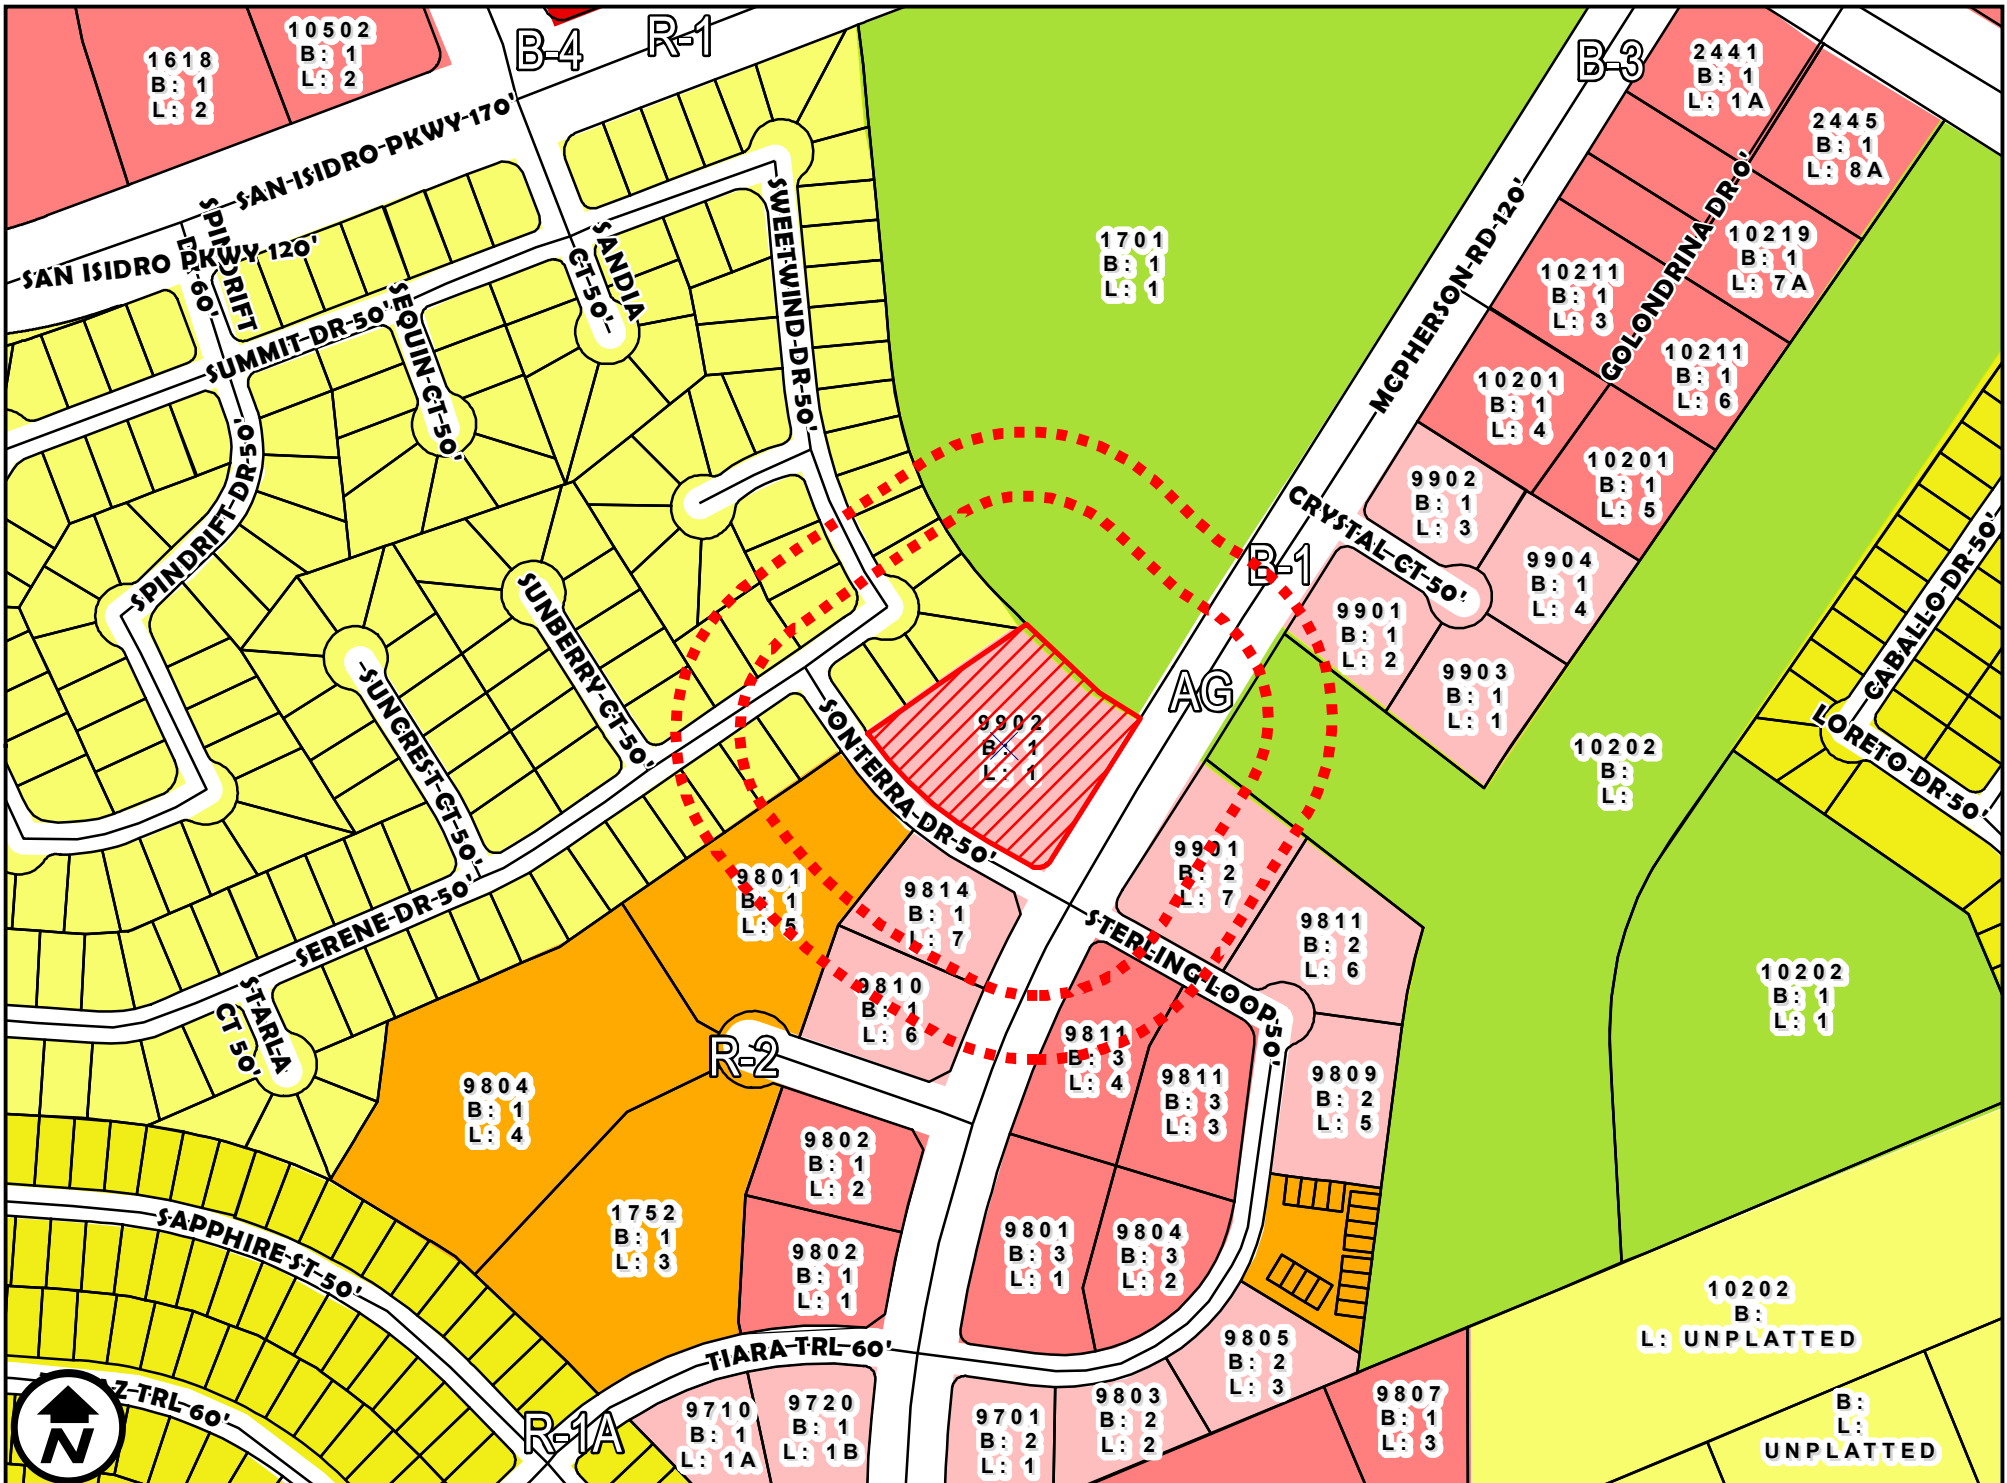 10502
B: 1
L: 2
1618
B: 1
L: 2
B-4
R-1
B-3
2441
B: 1
L: 1A
2445
B: 1
L: 8A
SAN ISIDRO PKWY 170'
SAN ISIDRO PKWY 120'
SPINDRIFT
DR 60'
SUMMIT-DR-50'
SEQUIN-CT-50'
SANDIA
CT-50'
SWEETWIND-DR-50'
1701
B: 1
L: 1
MCPHERSON-RD-120'
GOLONDRINA-DR-0'
10219
B: 1
L: 7A
10211
B: 1
L: 3
10211
B: 1
L: 6
10201
B: 1
L: 4
10201
B: 1
L: 5
9902
B: 1
L: 3
CRYSTAL-CT-50'
B-1
9904
B: 1
L: 4
9901
B: 1
L: 2
9903
B: 1
L: 1
AG
SPINDRIFT-DR-50'
SUNBERRY-CT-50'
SUNCREST-CT-50'
SONTERRA-DR-50'
9902
B: 1
L: 1
10202
B:
L:
CABALLO-DR-50'
LORETO-DR-50'
9801
B: 1
L: 5
9814
B: 1
L: 7
9901
B: 2
L: 7
9811
B: 2
L: 6
STERLING LOOP 50'
SERENE-DR-50'
STARLA
CT 50'
9810
B: 1
L: 6
10202
B: 1
L: 1
R-2
9811
B: 3
L: 4
9811
B: 3
L: 3
9809
B: 2
L: 5
9804
B: 1
L: 4
9802
B: 1
L: 2
1752
B: 1
L: 3
9802
B: 1
L: 1
9801
B: 3
L: 1
9804
B: 3
L: 2
SAPPHIRE-ST-50'
TIARA TRL 60'
10202
B:
L: UNPLATTED
9805
B: 2
L: 3
9803
B: 2
L: 2
9807
B: 1
L: 3
9710
B: 1
L: 1A
9720
B: 1
L: 1B
9701
B: 2
L: 1
B:
L:
UNPLATTED
TRL-60'
R-1A
N